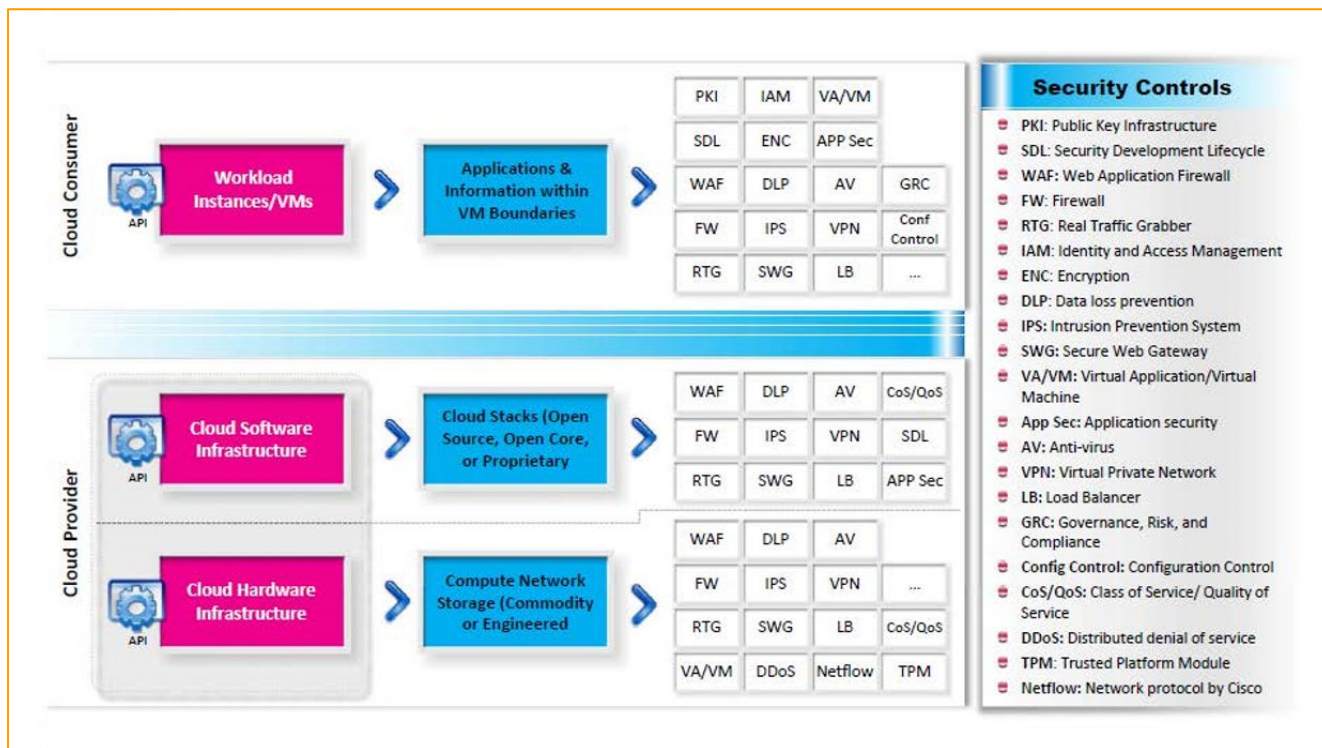 Cloud Consumer
API
Workload
Instances/VMs
Applications &
Information within
VM Boundaries
PKI IAM VA/VM
SDL ENC APP Sec
WAF DLP AV GRC
FW IPS VPN Conf
Control
RTG SWG LB ...
Cloud Provider
API
Cloud Software
Infrastructure
Cloud Stacks (Open
Source, Open Core,
or Proprietary
WAF DLP AV CoS/QoS
FW IPS VPN SDL
RTG SWG LB APP Sec
API
Cloud Hardware
Infrastructure
Compute Network
Storage (Commodity
or Engineered
WAF DLP AV
FW IPS VPN ...
RTG SWG LB CoS/QoS
VA/VM DDoS Netflow TPM
Security Controls
PKI: Public Key Infrastructure
SDL: Security Development Lifecycle
WAF: Web Application Firewall
FW: Firewall
RTG: Real Traffic Grabber
IAM: Identity and Access Management
ENC: Encryption
DLP: Data loss prevention
IPS: Intrusion Prevention System
SWG: Secure Web Gateway
VA/VM: Virtual Application/Virtual
Machine
App Sec: Application security
AV: Anti-virus
VPN: Virtual Private Network
LB: Load Balancer
GRC: Governance, Risk, and
Compliance
Config Control: Configuration Control
CoS/QoS: Class of Service/ Quality of
Service
DDoS: Distributed denial of service
TPM: Trusted Platform Module
Netflow: Network protocol by Cisco